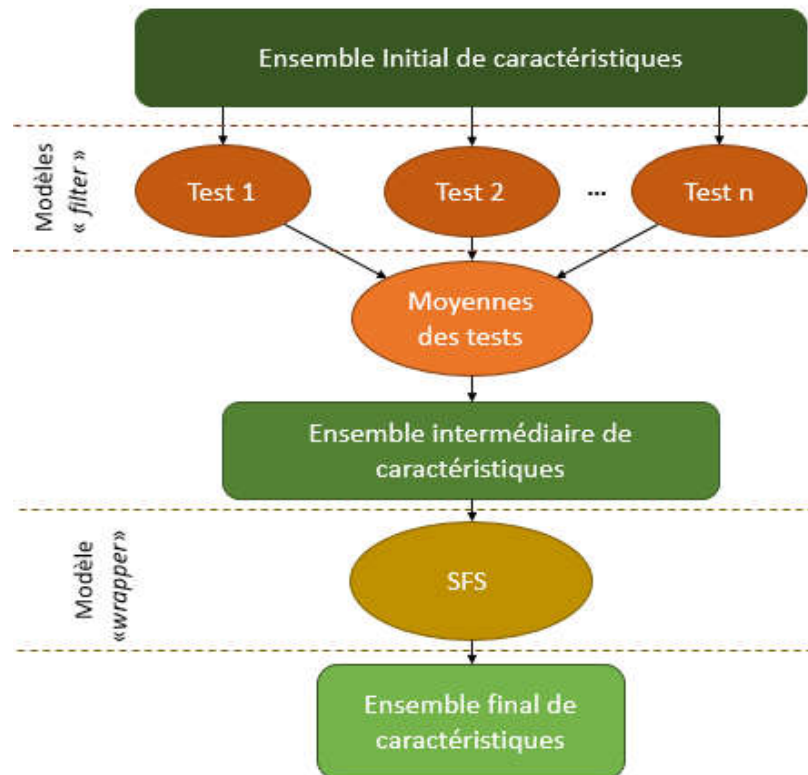 Ensemble Initial de caractéristiques
Modèles
« filter »
Test 1
Test 2
...
Test n
Moyennes
des tests
Ensemble intermédiaire de
caractéristiques
Modèle
«wrapper»
SFS
Ensemble final de
caractéristiques